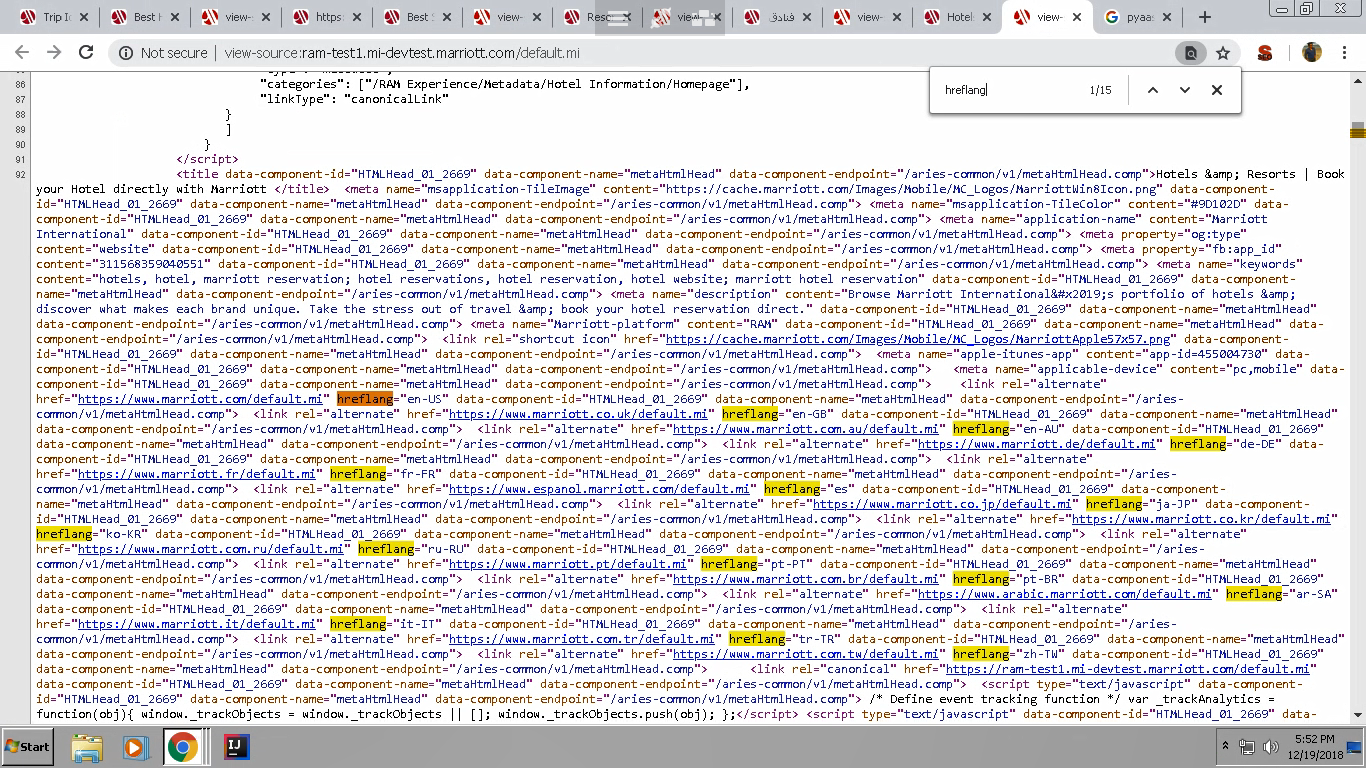 Trip Ic
Best H
view-
https:
Best S
view-
Reso
view-
فنادق
view-
Hotel
view-
pyaas
Not secure | view-source:ram-test1.mi-devtest.marriott.com/default.mi
hreflang 1/15
86 "categories": ["/RAM Experience/Metadata/Hotel Information/Homepage"],
87 "linkType": "canonicalLink"
88 }
89 ]
90 }
91 </script>
92 <title data-component-id="HTMLHead_01_2669" data-component-name="metaHtmlHead" data-component-endpoint="/aries-common/v1/metaHtmlHead.comp">Hotels &amp; Resorts | Book
your Hotel directly with Marriott </title> <meta name="msapplication-TileImage" content="https://cache.marriott.com/Images/Mobile/MC_Logos/MarriottWin8Icon.png" data-component-
id="HTMLHead_01_2669" data-component-name="metaHtmlHead" data-component-endpoint="/aries-common/v1/metaHtmlHead.comp"> <meta name="msapplication-TileColor" content="#9D102D" data-
component-id="HTMLHead_01_2669" data-component-name="metaHtmlHead" data-component-endpoint="/aries-common/v1/metaHtmlHead.comp"> <meta name="application-name" content="Marriott
International" data-component-id="HTMLHead_01_2669" data-component-name="metaHtmlHead" data-component-endpoint="/aries-common/v1/metaHtmlHead.comp"> <meta property="og:type"
content="website" data-component-id="HTMLHead_01_2669" data-component-name="metaHtmlHead" data-component-endpoint="/aries-common/v1/metaHtmlHead.comp"> <meta property="fb:app_id"
content="311568359040551" data-component-id="HTMLHead_01_2669" data-component-name="metaHtmlHead" data-component-endpoint="/aries-common/v1/metaHtmlHead.comp"> <meta name="keywords"
content="hotels, hotel, marriott reservation; hotel reservations, hotel reservation, hotel website; marriott hotel reservation" data-component-id="HTMLHead_01_2669" data-component-
name="metaHtmlHead" data-component-endpoint="/aries-common/v1/metaHtmlHead.comp"> <meta name="description" content="Browse Marriott International&#x2019;s portfolio of hotels &amp;
discover what makes each brand unique. Take the stress out of travel &amp; book your hotel reservation direct." data-component-id="HTMLHead_01_2669" data-component-name="metaHtmlHead"
data-component-endpoint="/aries-common/v1/metaHtmlHead.comp"> <meta name="Marriott-platform" content="RAM" data-component-id="HTMLHead_01_2669" data-component-name="metaHtmlHead" data-
component-endpoint="/aries-common/v1/metaHtmlHead.comp"> <link rel="shortcut icon" href="https://cache.marriott.com/Images/Mobile/MC_Logos/MarriottApple57x57.png" data-component-
id="HTMLHead_01_2669" data-component-name="metaHtmlHead" data-component-endpoint="/aries-common/v1/metaHtmlHead.comp"> <meta name="apple-itunes-app" content="app-id=455004730" data-
component-id="HTMLHead_01_2669" data-component-name="metaHtmlHead" data-component-endpoint="/aries-common/v1/metaHtmlHead.comp"> <meta name="applicable-device" content="pc,mobile" data-
component-id="HTMLHead_01_2669" data-component-name="metaHtmlHead" data-component-endpoint="/aries-common/v1/metaHtmlHead.comp"> <link rel="alternate"
href="https://www.marriott.com/default.mi" hreflang="en-US" data-component-id="HTMLHead_01_2669" data-component-name="metaHtmlHead" data-component-endpoint="/aries-
common/v1/metaHtmlHead.comp"> <link rel="alternate" href="https://www.marriott.co.uk/default.mi" hreflang="en-GB" data-component-id="HTMLHead_01_2669" data-component-name="metaHtmlHead" data-component-endpoint="/aries-
common/v1/metaHtmlHead.comp"> <link rel="alternate" href="https://www.marriott.com.au/default.mi" hreflang="en-AU" data-component-id="HTMLHead_01_2669"
data-component-name="metaHtmlHead" data-component-endpoint="/aries-common/v1/metaHtmlHead.comp"> <link rel="alternate" href="https://www.marriott.de/default.mi" hreflang="de-DE" data-
component-id="HTMLHead_01_2669" data-component-name="metaHtmlHead" data-component-endpoint="/aries-common/v1/metaHtmlHead.comp"> <link rel="alternate"
href="https://www.marriott.fr/default.mi" hreflang="fr-FR" data-component-id="HTMLHead_01_2669" data-component-name="metaHtmlHead" data-component-endpoint="/aries-
common/v1/metaHtmlHead.comp"> <link rel="alternate" href="https://www.espanol.marriott.com/default.mi" hreflang="es" data-component-id="HTMLHead_01_2669" data-component-
name="metaHtmlHead" data-component-endpoint="/aries-common/v1/metaHtmlHead.comp"> <link rel="alternate" href="https://www.marriott.co.jp/default.mi" hreflang="ja-JP" data-component-
id="HTMLHead_01_2669" data-component-name="metaHtmlHead" data-component-endpoint="/aries-common/v1/metaHtmlHead.comp"> <link rel="alternate" href="https://www.marriott.co.kr/default.mi"
hreflang="ko-KR" data-component-id="HTMLHead_01_2669" data-component-name="metaHtmlHead" data-component-endpoint="/aries-common/v1/metaHtmlHead.comp"> <link rel="alternate"
href="https://www.marriott.com.ru/default.mi" hreflang="ru-RU" data-component-id="HTMLHead_01_2669" data-component-name="metaHtmlHead" data-component-endpoint="/aries-
common/v1/metaHtmlHead.comp"> <link rel="alternate" href="https://www.marriott.pt/default.mi" hreflang="pt-PT" data-component-id="HTMLHead_01_2669" data-component-name="metaHtmlHead"
data-component-endpoint="/aries-common/v1/metaHtmlHead.comp"> <link rel="alternate" href="https://www.marriott.com.br/default.mi" hreflang="pt-BR" data-component-id="HTMLHead_01_2669"
data-component-name="metaHtmlHead" data-component-endpoint="/aries-common/v1/metaHtmlHead.comp"> <link rel="alternate" href="https://www.arabic.marriott.com/default.mi" hreflang="ar-SA"
data-component-id="HTMLHead_01_2669" data-component-name="metaHtmlHead" data-component-endpoint="/aries-common/v1/metaHtmlHead.comp"> <link rel="alternate"
href="https://www.marriott.it/default.mi" hreflang="it-IT" data-component-id="HTMLHead_01_2669" data-component-name="metaHtmlHead" data-component-endpoint="/aries-
common/v1/metaHtmlHead.comp"> <link rel="alternate" href="https://www.marriott.com.tr/default.mi" hreflang="tr-TR" data-component-id="HTMLHead_01_2669" data-component-name="metaHtmlHead"
data-component-endpoint="/aries-common/v1/metaHtmlHead.comp"> <link rel="alternate" href="https://www.marriott.com.tw/default.mi" hreflang="zh-TW" data-component-id="HTMLHead_01_2669"
data-component-name="metaHtmlHead" data-component-endpoint="/aries-common/v1/metaHtmlHead.comp"> <link rel="canonical" href="https://ram-test1.mi-devtest.marriott.com/default.mi"
data-component-id="HTMLHead_01_2669" data-component-name="metaHtmlHead" data-component-endpoint="/aries-common/v1/metaHtmlHead.comp"> <script type="text/javascript" data-component-
id="HTMLHead_01_2669" data-component-name="metaHtmlHead" data-component-endpoint="/aries-common/v1/metaHtmlHead.comp"> /* Define event tracking function */ var _trackAnalytics =
function(obj){ window._trackObjects = window._trackObjects || []; window._trackObjects.push(obj); };</script> <script type="text/javascript" data-component-id="HTMLHead_01_2669" data-
Start
5:52 PM
12/19/2018